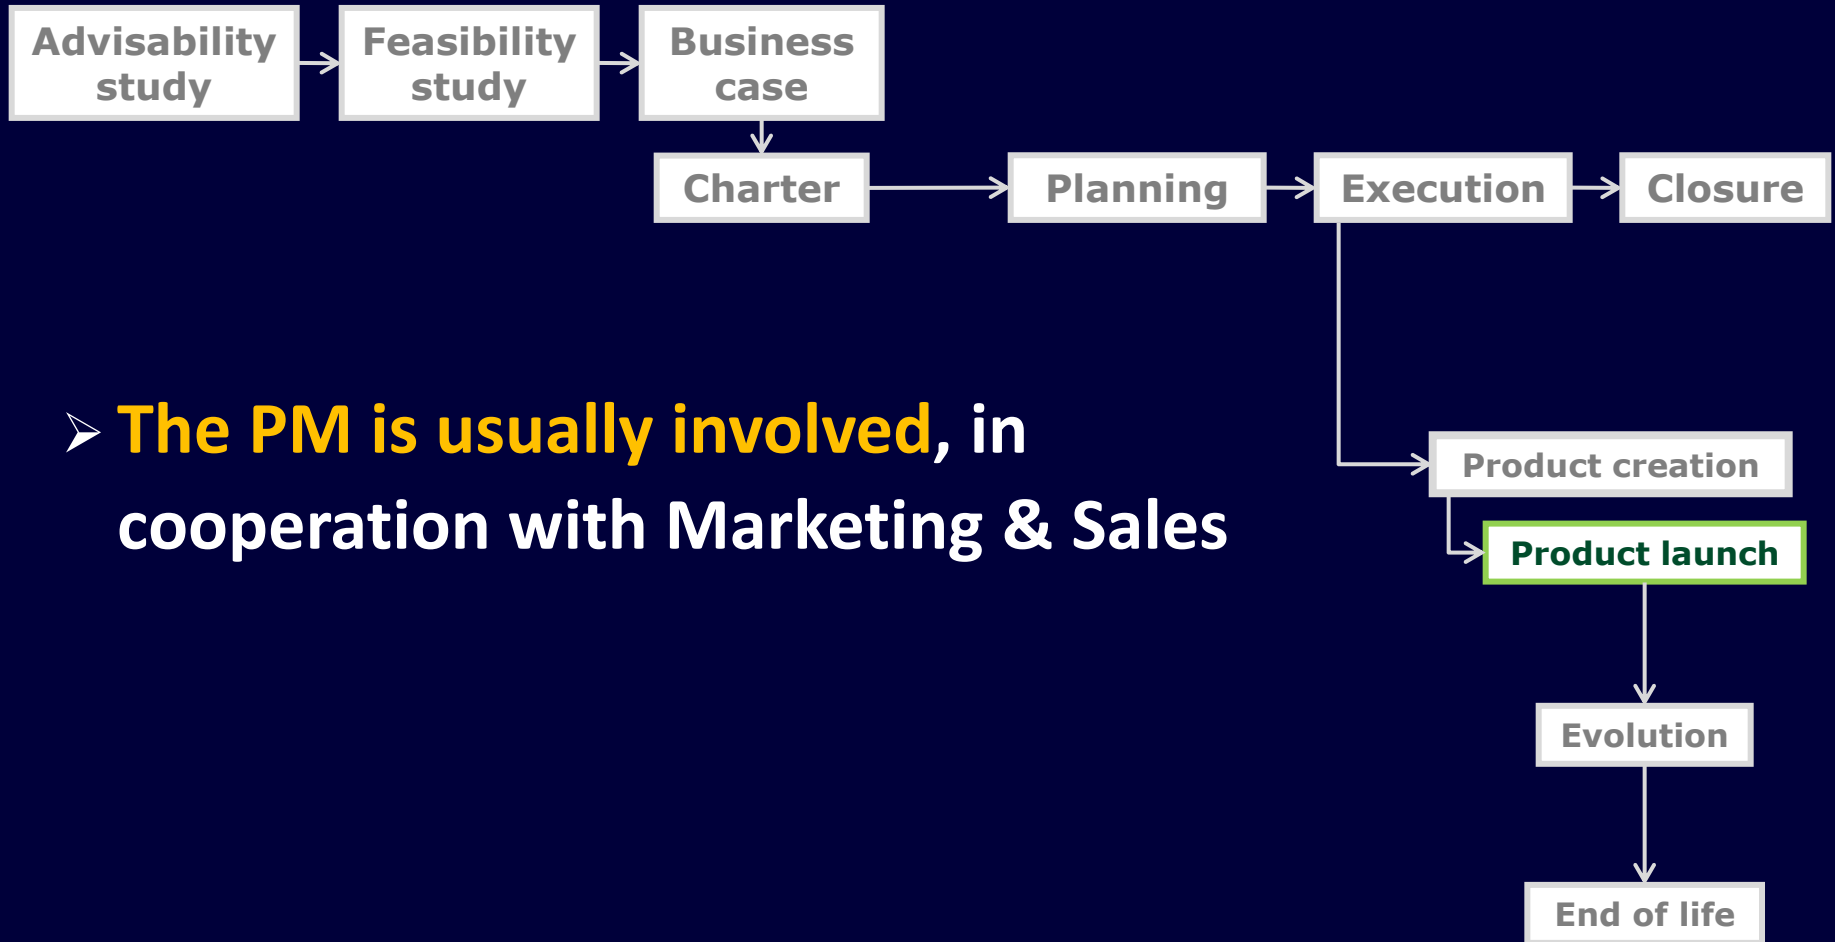 Advisability
study
Feasibility
study
Business
case
Charter
Planning
Execution
Closure
The PM is usually involved, in
cooperation with Marketing & Sales
Product creation
Product launch
Evolution
End of life